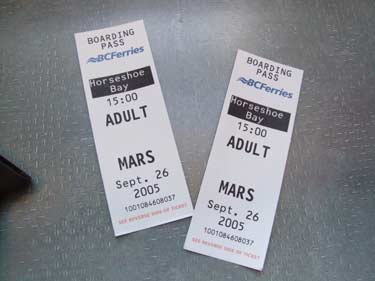 BOARDING
PASS
BCFerries
Horseshoe
Bay
15:00
ADULT
MARS
Sept. 26
2005
1001084608037
SEE REVERSE SIDE OF TICKET
BOARDING
PASS
BCFerries
Horseshoe
Bay
15:00
ADULT
MARS
Sept. 26
2005
1001084608037
SEE REVERSE SIDE OF TICKET